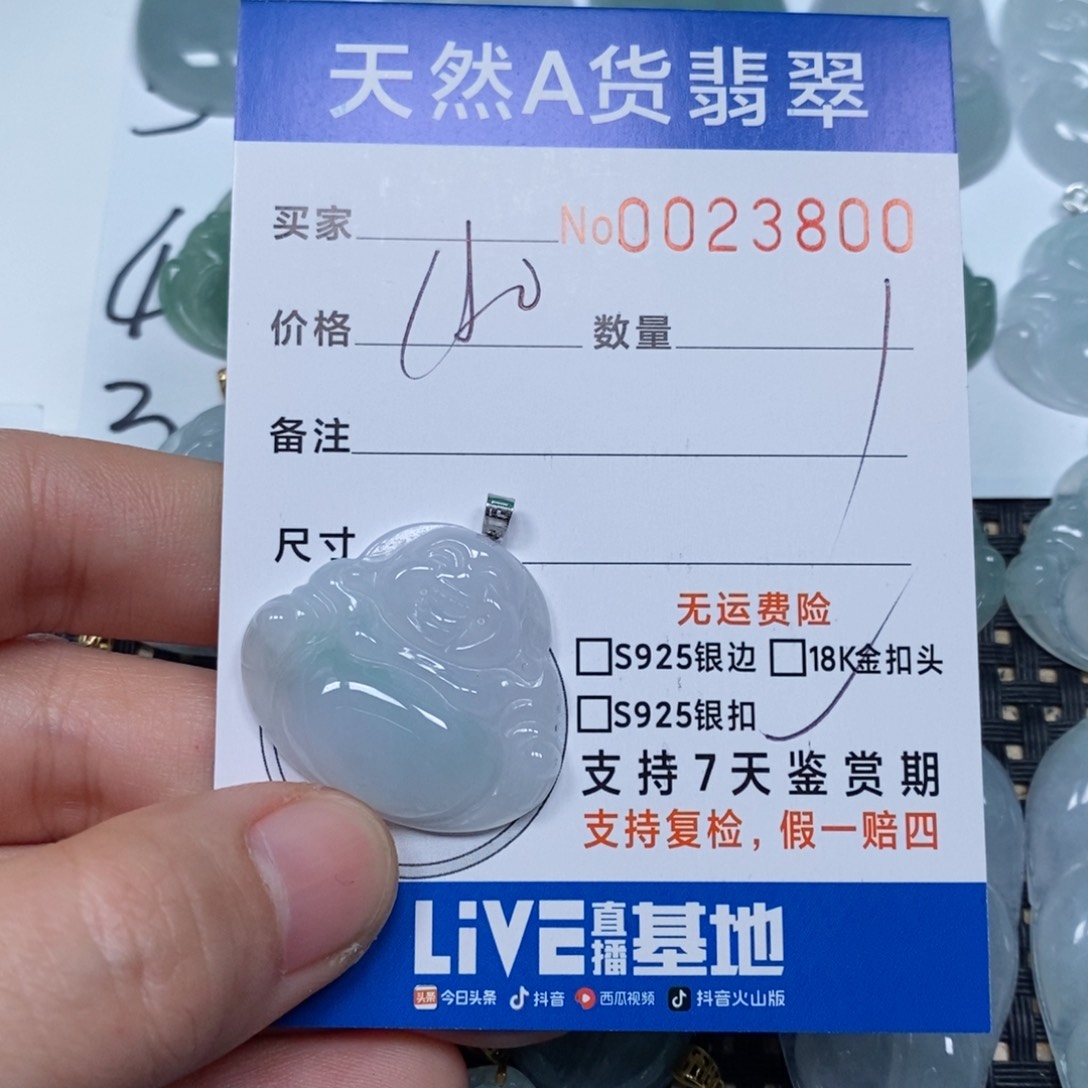 天然A货翡翠
买家 No0023800
价格 数量
备注
尺寸
无运费险
□S925银边 □18K金扣头
□S925银扣
支持7天鉴赏期
支持复检，假一赔四
LiVE直播基地
头条 今日头条 抖音 西瓜视频 抖音火山版
4
3